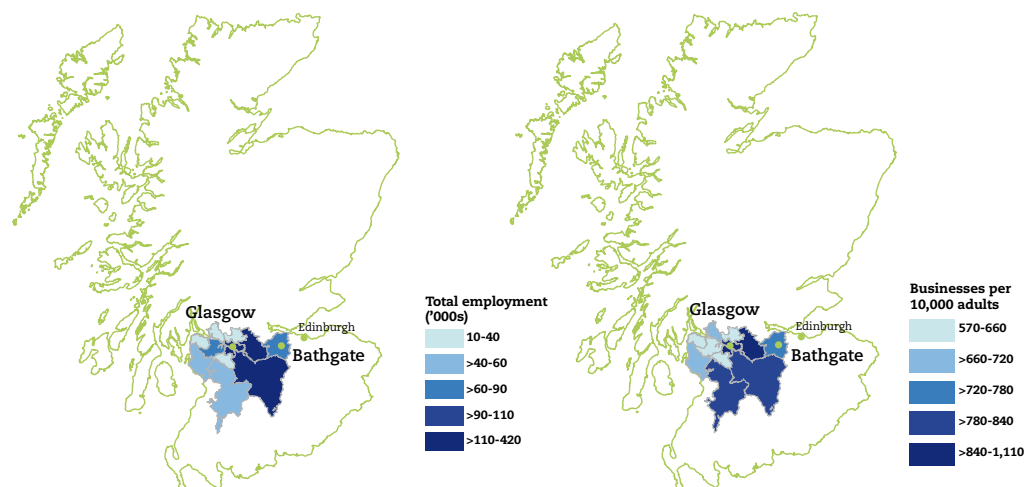 Glasgow
Edinburgh
Bathgate
Total employment
('000s)
10-40
>40-60
>60-90
>90-110
>110-420
Glasgow
Edinburgh
Bathgate
Businesses per
10,000 adults
570-660
>660-720
>720-780
>780-840
>840-1,110